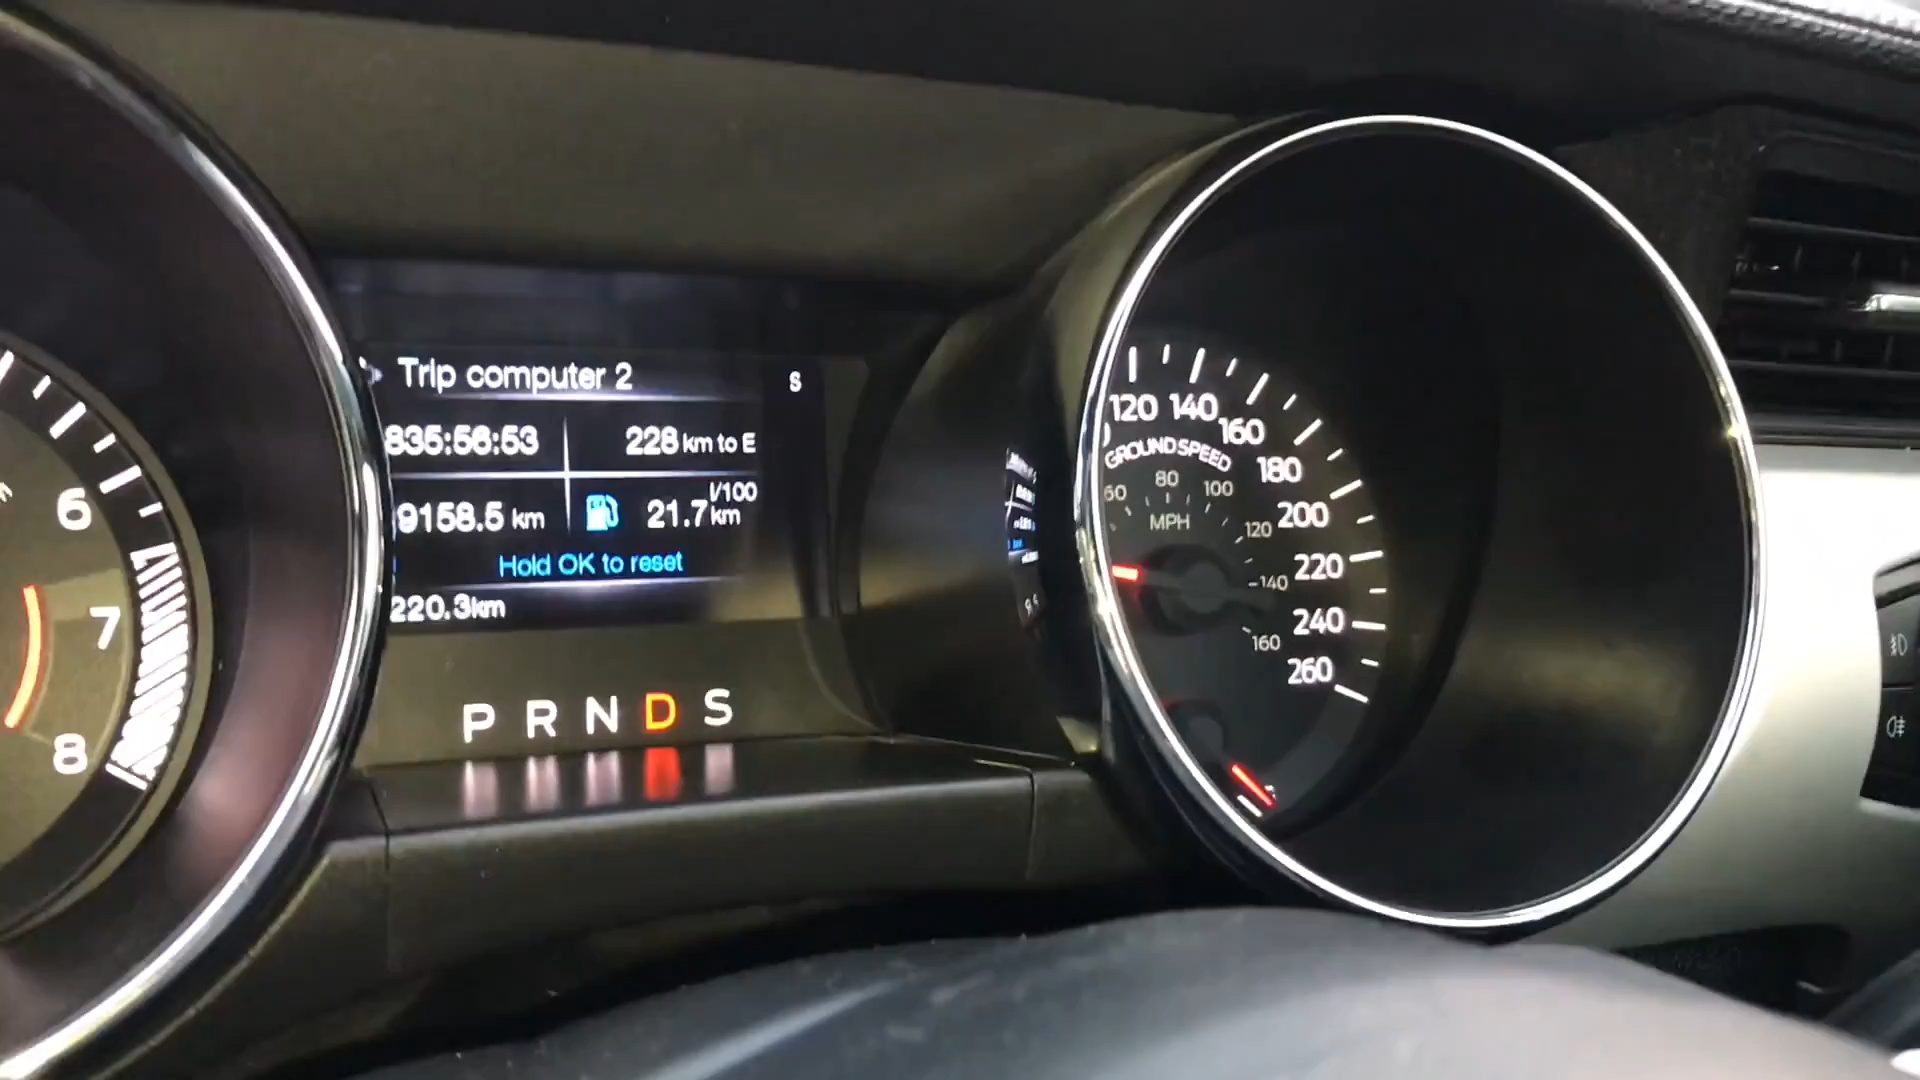 Trip computer 2
S
835:56:53
228 km to E
9158.5 km
21.7 l/100 km
Hold OK to reset
220.3km
P R N D S
6
7
8
120 140 160 180 200 220 240 260
GROUND SPEED
60 80 100 120 140 160
MPH